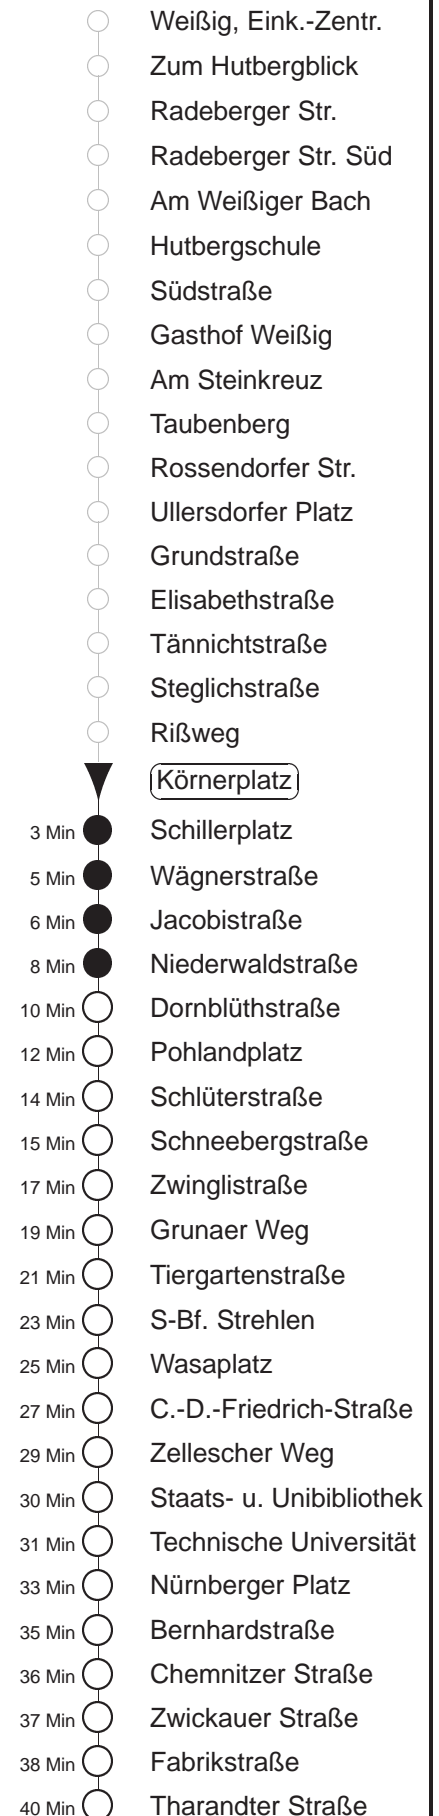 Weißig, Eink.-Zentr.
Zum Hutbergblick
Radeberger Str.
Radeberger Str. Süd
Am Weißiger Bach
Hutbergschule
Südstraße
Gasthof Weißig
Am Steinkreuz
Taubenberg
Rossendorfer Str.
Ullersdorfer Platz
Grundstraße
Elisabethstraße
Tännichtstraße
Steglichstraße
Rißweg
Körnerplatz
3 Min Schillerplatz
5 Min Wägnerstraße
6 Min Jacobistraße
8 Min Niederwaldstraße
10 Min Dornblüthstraße
12 Min Pohlandplatz
14 Min Schlüterstraße
15 Min Schneebergstraße
17 Min Zwinglistraße
19 Min Grunaer Weg
21 Min Tiergartenstraße
23 Min S-Bf. Strehlen
25 Min Wasaplatz
27 Min C.-D.-Friedrich-Straße
29 Min Zellescher Weg
30 Min Staats- u. Unibibliothek
31 Min Technische Universität
33 Min Nürnberger Platz
35 Min Bernhardstraße
36 Min Chemnitzer Straße
37 Min Zwickauer Straße
38 Min Fabrikstraße
40 Min Tharandter Straße